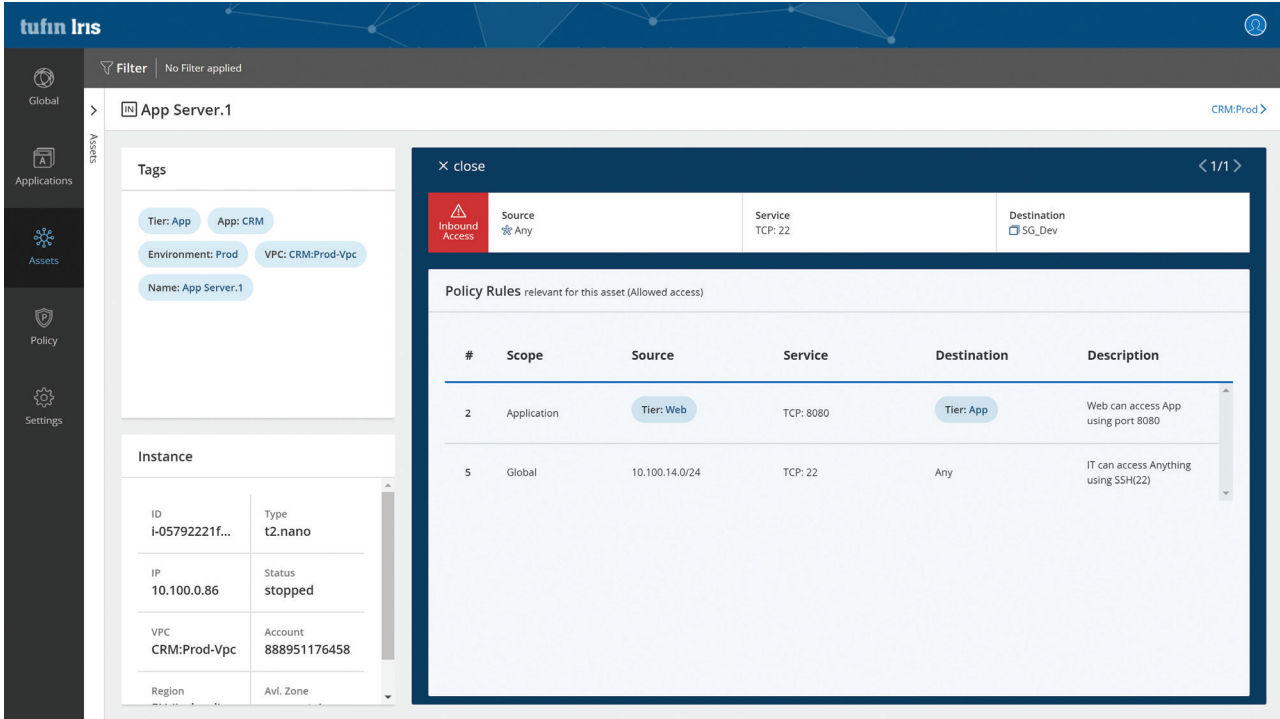 tufin Iris
Filter
No Filter applied
Global
Applications
Assets
Policy
Settings
Assets
IN App Server.1
CRM:Prod
Tags
Tier: App
App: CRM
Environment: Prod
VPC: CRM:Prod-Vpc
Name: App Server.1
Instance
ID
i-05792221f...
Type
t2.nano
IP
10.100.0.86
Status
stopped
VPC
CRM:Prod-Vpc
Account
888951176458
Region
Avl. Zone
close
1/1
Inbound
Access
Source
Any
Service
TCP: 22
Destination
SG_Dev
Policy Rules relevant for this asset (Allowed access)
# Scope Source Service Destination Description
2 Application Tier: Web TCP: 8080 Tier: App Web can access App
using port 8080
5 Global 10.100.14.0/24 TCP: 22 Any IT can access Anything
using SSH(22)